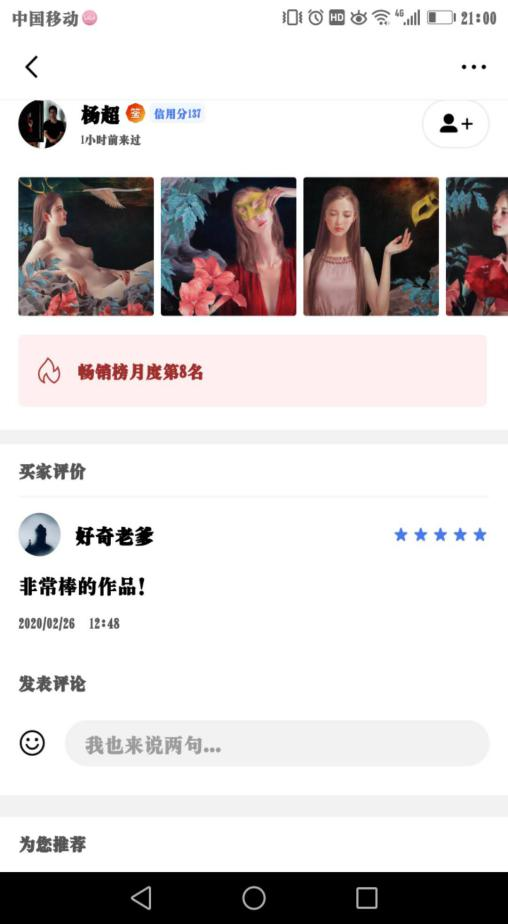 中国移动 HD 4G 21:00
杨超 信用分137
1小时前来过
畅销榜月度第8名
买家评价
好奇老爹
非常棒的作品!
2020/02/26 12:48
发表评论
我也来说两句...
为您推荐